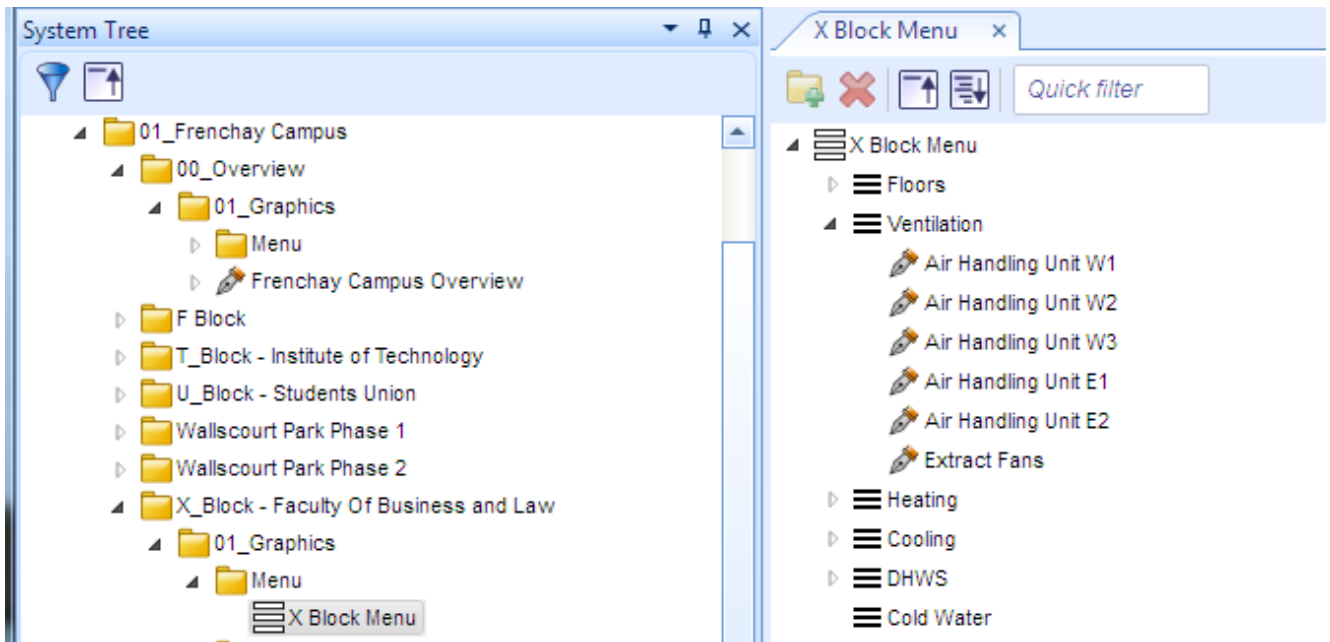 System Tree
01_Frenchay Campus
00_Overview
01_Graphics
Menu
Frenchay Campus Overview
F Block
T_Block - Institute of Technology
U_Block - Students Union
Wallscourt Park Phase 1
Wallscourt Park Phase 2
X_Block - Faculty Of Business and Law
01_Graphics
Menu
X Block Menu
X Block Menu
Quick filter
X Block Menu
Floors
Ventilation
Air Handling Unit W1
Air Handling Unit W2
Air Handling Unit W3
Air Handling Unit E1
Air Handling Unit E2
Extract Fans
Heating
Cooling
DHWS
Cold Water